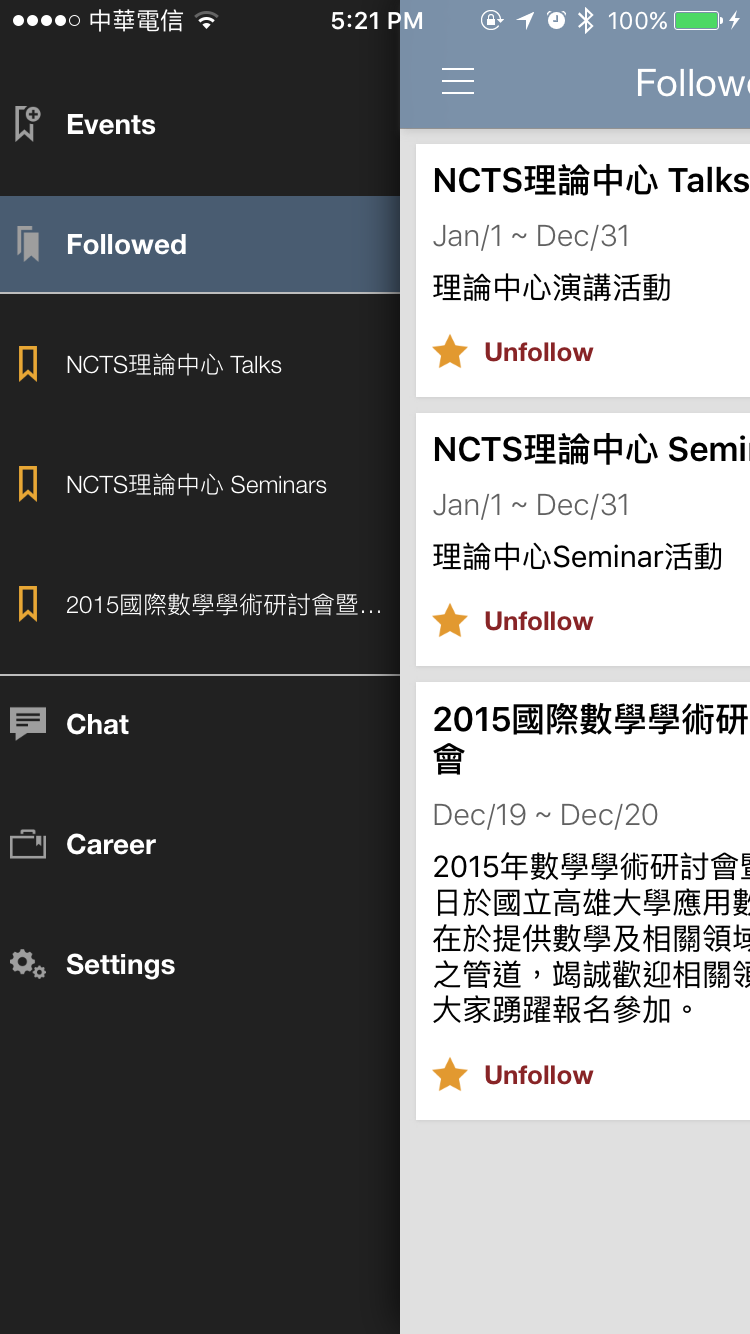 中華電信 5:21 PM 100%
Events
Followed
NCTS理論中心 Talks
NCTS理論中心 Seminars
2015國際數學學術研討會暨…
Chat
Career
Settings
Follow
NCTS理論中心 Talks
Jan/1 ~ Dec/31
理論中心演講活動
Unfollow
NCTS理論中心 Semi
Jan/1 ~ Dec/31
理論中心Seminar活動
Unfollow
2015國際數學學術研
會
Dec/19 ~ Dec/20
2015年數學學術研討會暨
日於國立高雄大學應用數
在於提供數學及相關領域
之管道，竭誠歡迎相關領
大家踴躍報名參加。
Unfollow